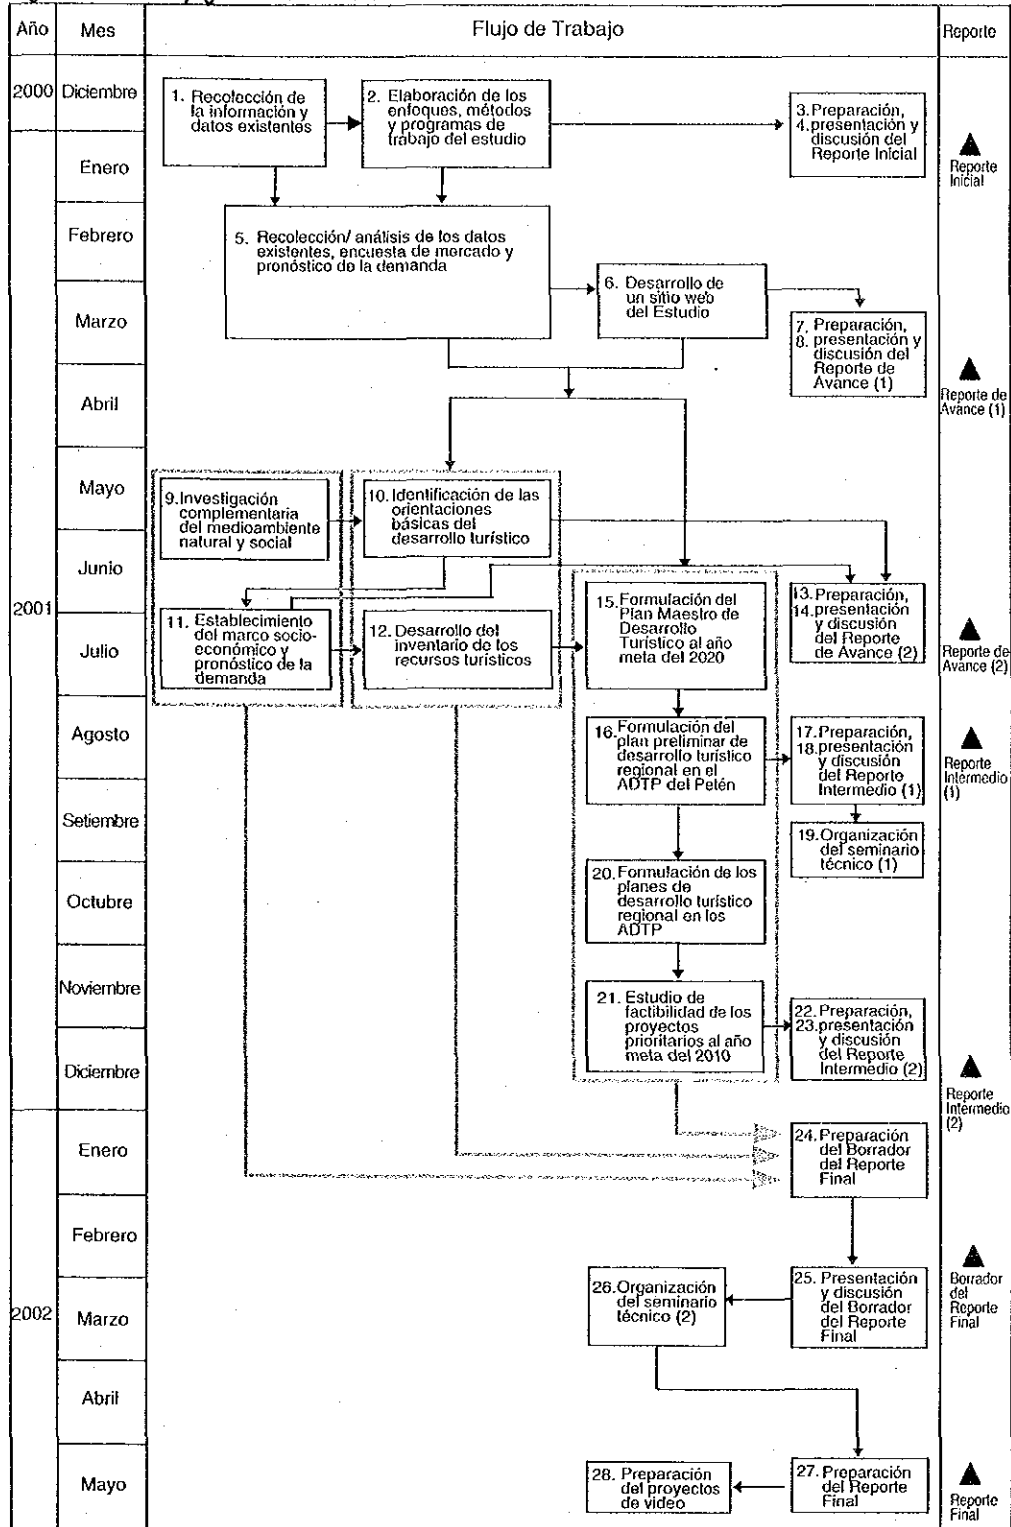 Año
Mes
Flujo de Trabajo
Reporte
2000
Diciembre
1. Recolección de
la información y
datos existentes
2. Elaboración de los
enfoques, métodos
y programas de
trabajo del estudio
3. Preparación,
4. presentación y
discusión del
Reporte Inicial
Reporte
Inicial
Enero
Febrero
5. Recolección/ análisis de los datos
existentes, encuesta de mercado y
pronóstico de la demanda
6. Desarrollo de
un sitio web
del Estudio
Marzo
7. Preparación,
8. presentación y
discusión del
Reporte de
Avance (1)
Reporte de
Avance (1)
Abril
Mayo
9. Investigación
complementaria
del medioambiente
natural y social
10. Identificación de las
orientaciones
básicas del
desarrollo turístico
Junio
2001
11. Establecimiento
del marco socio-
económico y
pronóstico de la
demanda
12. Desarrollo del
inventario de los
recursos turísticos
15. Formulación del
Plan Maestro de
Desarrollo
Turístico al año
meta del 2020
13. Preparación,
14. presentación
y discusión
del Reporte
de Avance (2)
Reporte de
Avance (2)
Julio
Agosto
16. Formulación del
plan preliminar de
desarrollo turístico
regional en el
ADTP del Petén
17. Preparación,
18. presentación
y discusión
del Reporto
Intermedio (1)
Reporte
Intermedio
(1)
Setiembre
19. Organización
del seminario
técnico (1)
Octubre
20. Formulación de los
planes de
desarrollo turístico
regional en los
ADTP
Noviembre
21. Estudio de
factibilidad de los
proyectos
prioritarios al año
meta del 2010
22. Preparación,
23. presentación
y discusión
del Reporte
Intermedio (2)
Diciembre
Reporte
Intermedio
(2)
Enero
24. Preparación
del Borrador
del Reporte
Final
Febrero
2002
Marzo
26. Organización
del seminario
técnico (2)
25. Presentación
y discusión
del Borrador
del Reporte
Final
Borrador
del
Reporte
Final
Abril
Mayo
28. Preparación
del proyectos
de video
27. Preparación
del Reporte
Final
Reporte
Final